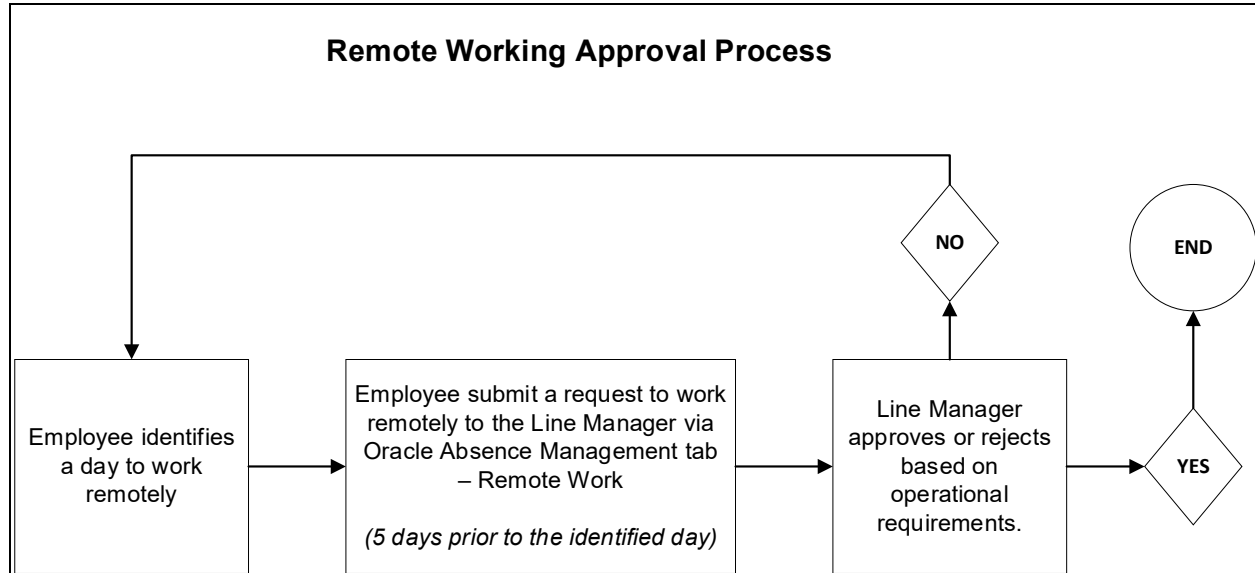 Remote Working Approval Process
NO
END
Employee identifies
a day to work
remotely
Employee submit a request to work
remotely to the Line Manager via
Oracle Absence Management tab
– Remote Work
(5 days prior to the identified day)
Line Manager
approves or rejects
based on
operational
requirements.
YES